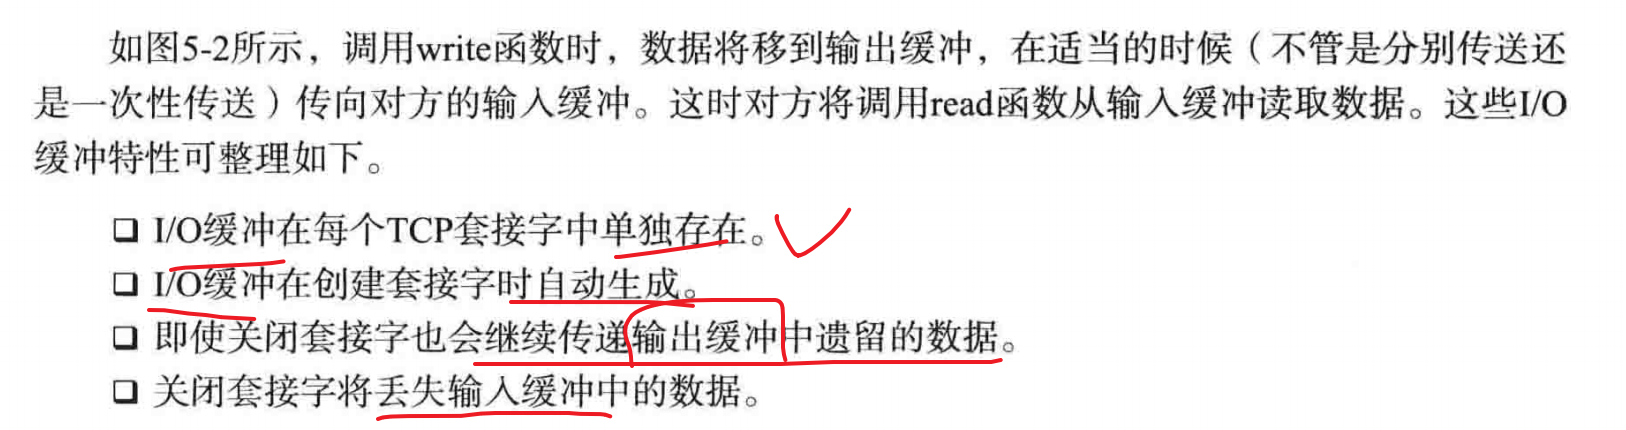 如图5-2所示，调用write函数时，数据将移到输出缓冲，在适当的时候（不管是分别传送还
是一次性传送）传向对方的输入缓冲。这时对方将调用read函数从输入缓冲读取数据。这些I/O
缓冲特性可整理如下。
❑ I/O缓冲在每个TCP套接字中单独存在。
❑ I/O缓冲在创建套接字时自动生成。
❑ 即使关闭套接字也会继续传递输出缓冲中遗留的数据。
❑ 关闭套接字将丢失输入缓冲中的数据。